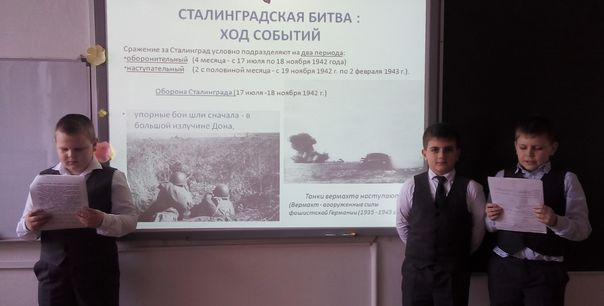 СТАЛИНГРАДСКАЯ БИТВА :
ХОД СОБЫТИЙ
Сражение за Сталинград условно подразделяют на два периода:
•оборонительный (4 месяца - с 17 июля по 18 ноября 1942 года)
•наступательный (2 с половиной месяца - с 19 ноября 1942 г. по 2 февраля 1943 г.).
Оборона Сталинграда (17 июля -18 ноября 1942 г.)
• упорные бои шли сначала - в
большой излучине Дона,
Танки вермахта наступают
(Вермахт - вооруженные силы
фашистской Германии (1935 -1945